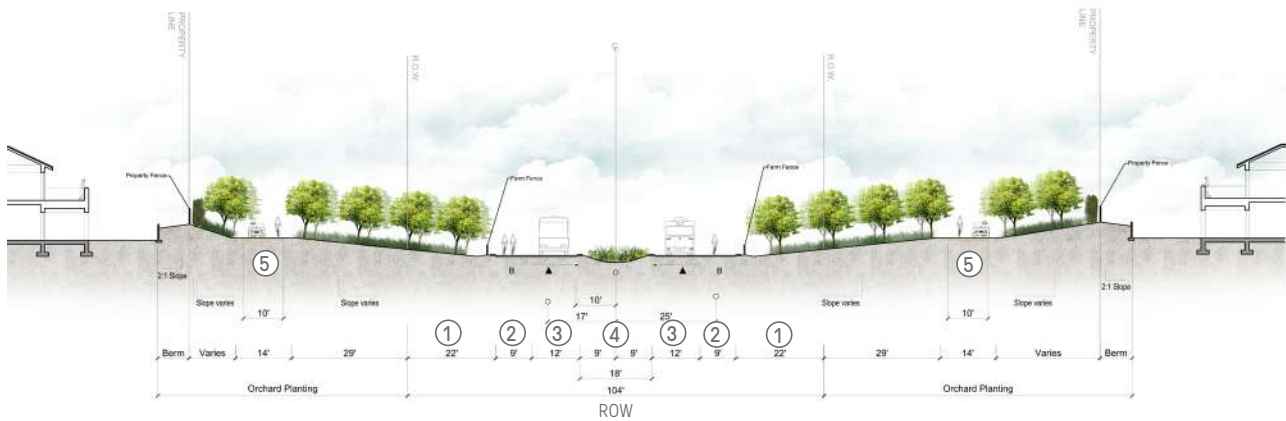 PROPERTY
LINE
R.O.W.
℄
R.O.W.
PROPERTY
LINE
Property Fence
Farm Fence
Farm Fence
Property Fence
⑤
⑤
B
▲
▲
B
2:1 Slope
2:1 Slope
Slope varies
Slope varies
Slope varies
Slope varies
10'
10'
10'
17'
25'
① ② ③ ④ ③ ② ①
Berm Varies 14' 29' 22' 9' 12' 9' 9' 12' 9' 22' 29' 14' Varies Berm
18'
Orchard Planting 104' Orchard Planting
ROW